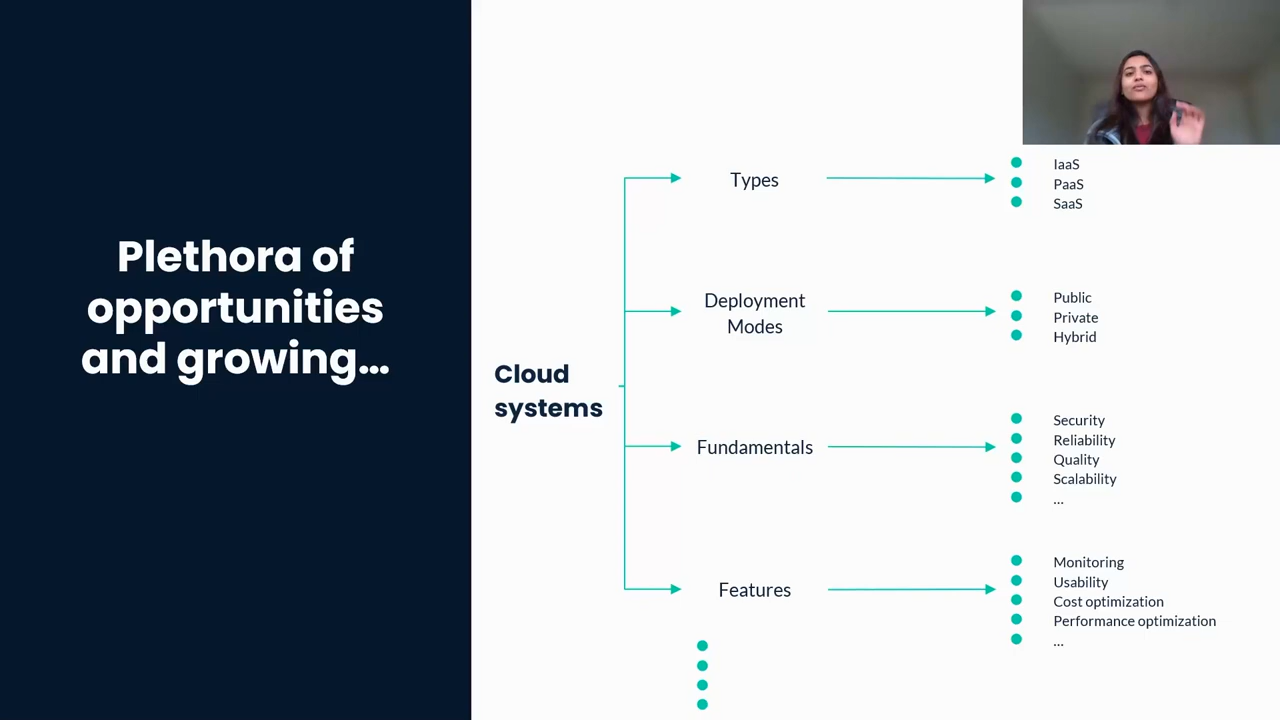 Plethora of
opportunities
and growing...
Cloud
systems
Types
IaaS
PaaS
SaaS
Deployment
Modes
Public
Private
Hybrid
Fundamentals
Security
Reliability
Quality
Scalability
...
Features
Monitoring
Usability
Cost optimization
Performance optimization
...